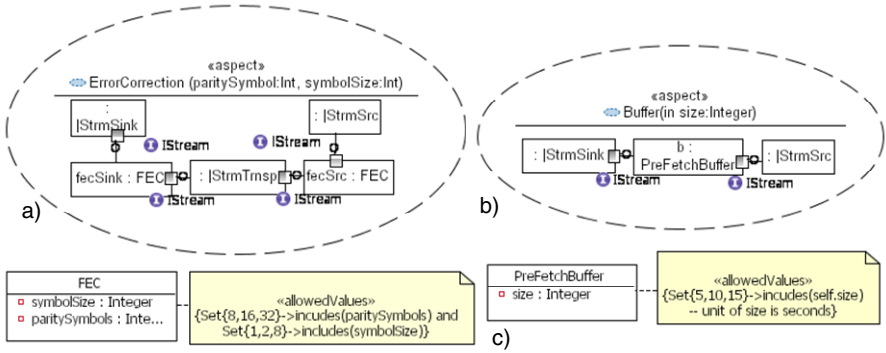 «aspect»
ErrorCorrection (paritySymbol:Int, symbolSize:Int)
:
|StrmSink
: |StrmSrc
IStream
IStream
fecSink : FEC
: |StrmTrnsp
fecSrc : FEC
IStream
IStream
a)
«aspect»
Buffer(in size:Integer)
: |StrmSink
b :
PreFetchBuffer
: |StrmSrc
IStream
IStream
b)
FEC
symbolSize : Integer
paritySymbols : Inte...
«allowedValues»
{Set{8,16,32}->incudes(paritySymbols) and
Set{1,2,8}->includes(symbolSize)}
PreFetchBuffer
size : Integer
«allowedValues»
{Set{5,10,15}->incudes(self.size)
-- unit of size is seconds}
c)